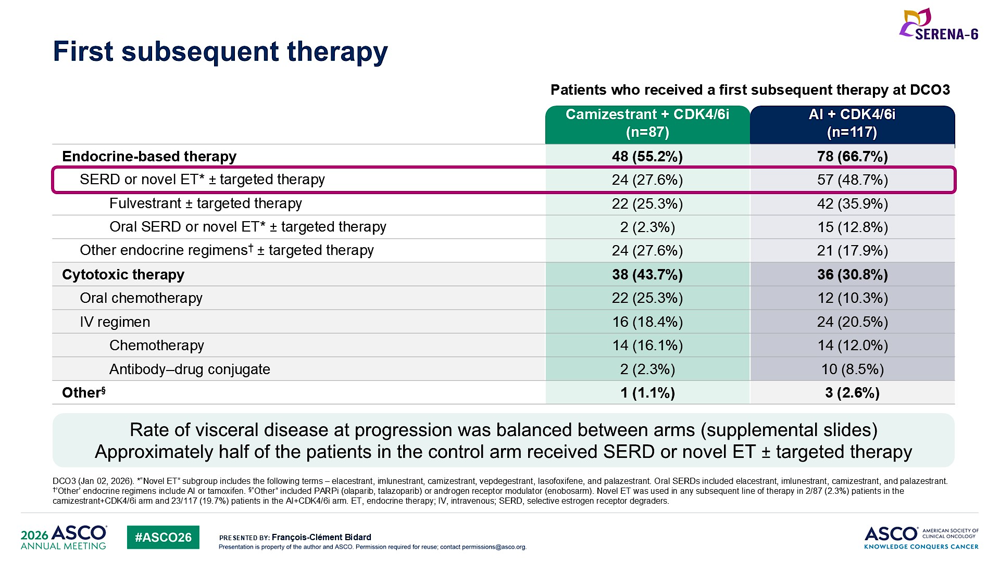 SERENA-6
First subsequent therapy
Patients who received a first subsequent therapy at DCO3
Camizestrant + CDK4/6i (n=87)
AI + CDK4/6i (n=117)
Endocrine-based therapy 48 (55.2%) 78 (66.7%)
SERD or novel ET* ± targeted therapy 24 (27.6%) 57 (48.7%)
Fulvestrant ± targeted therapy 22 (25.3%) 42 (35.9%)
Oral SERD or novel ET* ± targeted therapy 2 (2.3%) 15 (12.8%)
Other endocrine regimens† ± targeted therapy 24 (27.6%) 21 (17.9%)
Cytotoxic therapy 38 (43.7%) 36 (30.8%)
Oral chemotherapy 22 (25.3%) 12 (10.3%)
IV regimen 16 (18.4%) 24 (20.5%)
Chemotherapy 14 (16.1%) 14 (12.0%)
Antibody–drug conjugate 2 (2.3%) 10 (8.5%)
Other§ 1 (1.1%) 3 (2.6%)
Rate of visceral disease at progression was balanced between arms (supplemental slides)
Approximately half of the patients in the control arm received SERD or novel ET ± targeted therapy
DCO3 (Jan 02, 2026). *“Novel ET” subgroup includes the following terms – elacestrant, imlunestrant, camizestrant, vepdegestrant, lasofoxifene, and palazestrant. Oral SERDs included elacestrant, imlunestrant, camizestrant, and palazestrant.
†‘Other’ endocrine regimens include AI or tamoxifen. §“Other” included PARPi (olaparib, talazoparib) or androgen receptor modulator (enobosarm). Novel ET was used in any subsequent line of therapy in 2/87 (2.3%) patients in the
camizestrant+CDK4/6i arm and 23/117 (19.7%) patients in the AI+CDK4/6i arm. ET, endocrine therapy; IV, intravenous; SERD, selective estrogen receptor degraders.
2026 ASCO
ANNUAL MEETING
#ASCO26
PRESENTED BY: François-Clément Bidard
Presentation is property of the author and ASCO. Permission required for reuse; contact permissions@asco.org.
ASCO AMERICAN SOCIETY OF
CLINICAL ONCOLOGY
KNOWLEDGE CONQUERS CANCER